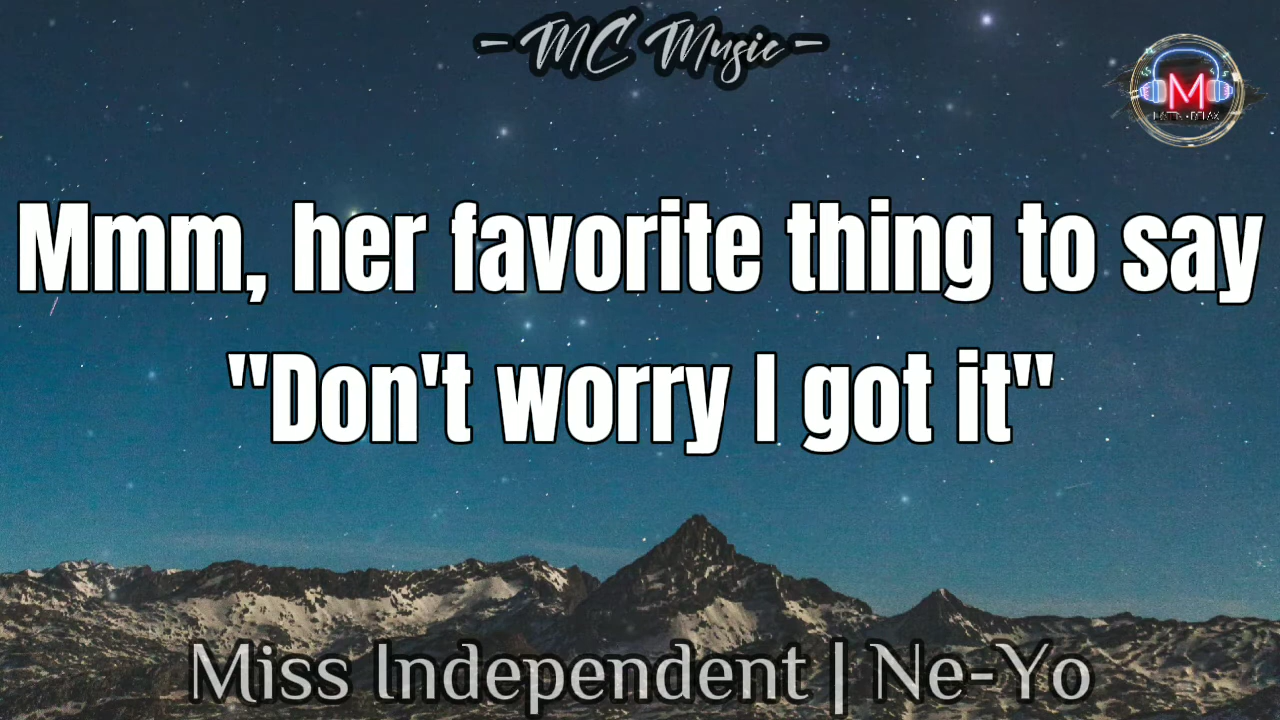 - MC Music -
M
Mmm, her favorite thing to say
"Don't worry I got it"
Miss Independent | Ne-Yo